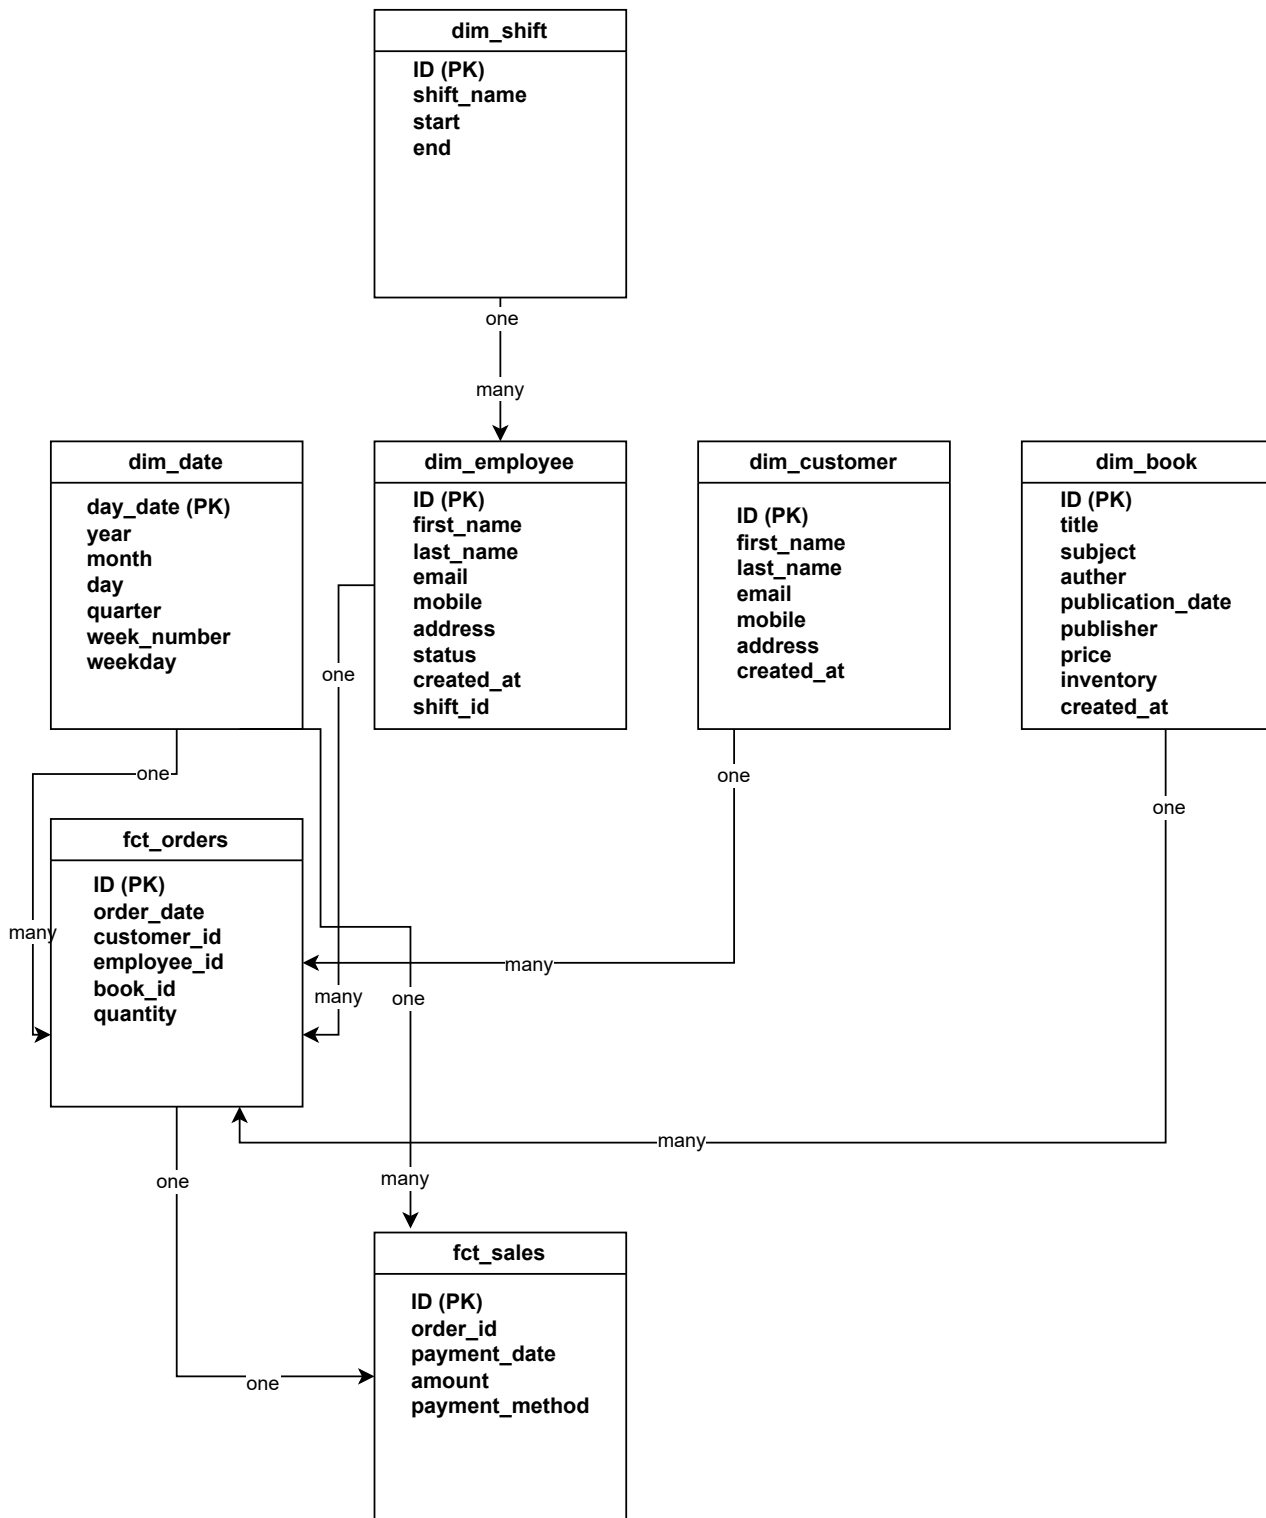 dim_shift
ID (PK)
shift_name
start
end
one
many
dim_date
day_date (PK)
year
month
day
quarter
week_number
weekday
dim_employee
ID (PK)
first_name
last_name
email
mobile
address
status
created_at
shift_id
dim_customer
ID (PK)
first_name
last_name
email
mobile
address
created_at
dim_book
ID (PK)
title
subject
auther
publication_date
publisher
price
inventory
created_at
one
one
one
one
fct_orders
ID (PK)
order_date
customer_id
employee_id
book_id
quantity
many
many
many
one
many
one
many
one
fct_sales
ID (PK)
order_id
payment_date
amount
payment_method